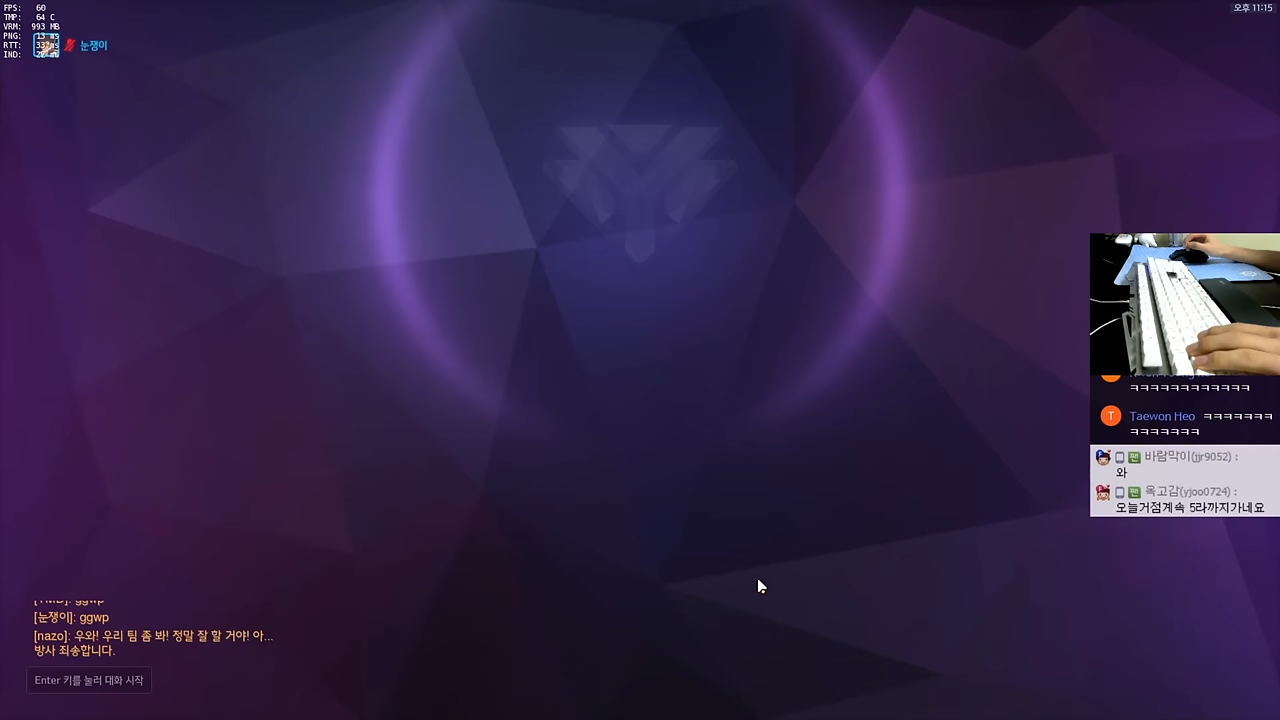 FPS: 60
TMP: 64 C
VRM: 993 MB
PNG:
RTT:
IND:
눈쟁이
오후 11:15
ㅋㅋㅋㅋㅋㅋㅋㅋㅋㅋㅋㅋ
T Taewon Heo ㅋㅋㅋㅋㅋㅋㅋ
ㅋㅋㅋㅋㅋㅋㅋ
팬 바람막이(jjr9052) :
와
팬 옥고감(yjoo0724) :
오늘거점계속 5라까지가네요
ggwp
[눈쟁이]: ggwp
[nazo]: 우와! 우리 팀 좀 봐! 정말 잘 할 거야! 아...
방사 죄송합니다.
Enter 키를 눌러 대화 시작